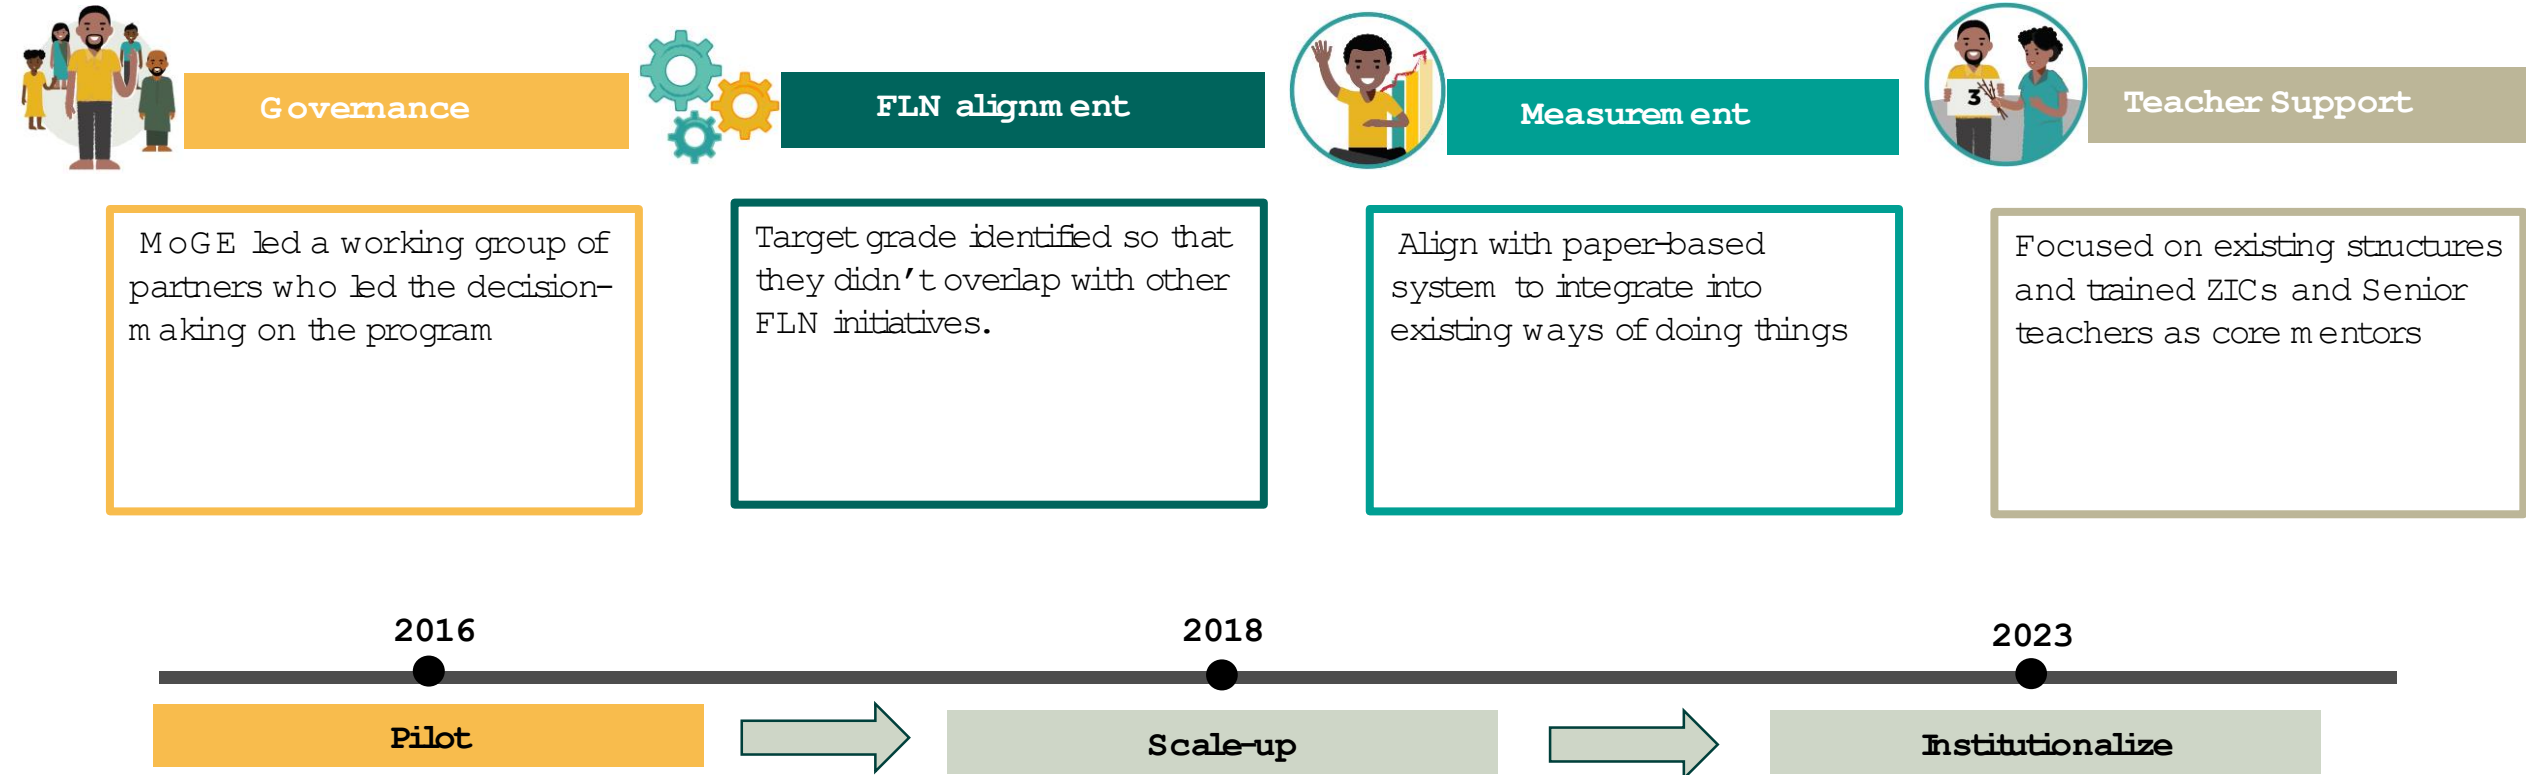 Governance
FLN alignment
Measurement
3
Teacher Support
MoGE led a working group of
partners who led the decision-
making on the program
Target grade identified so that
they didn't overlap with other
FLN initiatives.
Align with paper-based
system to integrate into
existing ways of doing things
Focused on existing structures
and trained ZICs and Senior
teachers as core mentors
2016
2018
2023
Pilot
Scale-up
Institutionalize